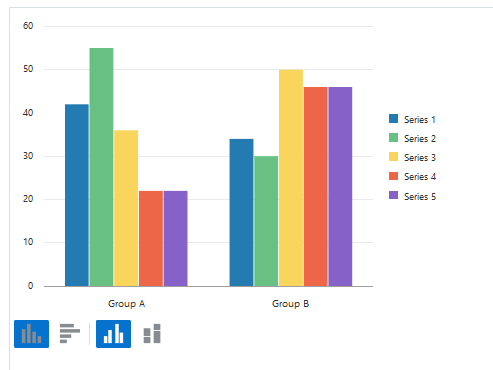 60
50
40
30
20
10
0
Group A
Group B
Series 1
Series 2
Series 3
Series 4
Series 5